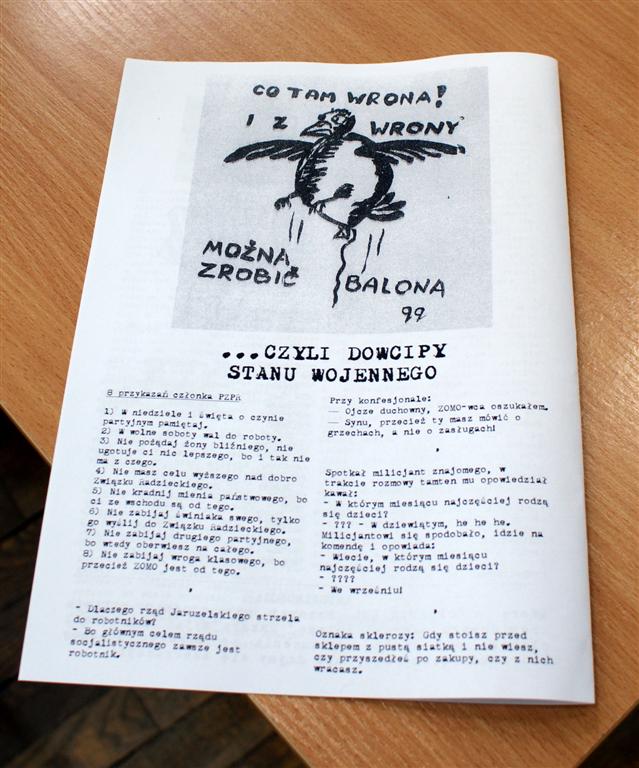 CO TAM WRONA!
I Z WRONY
MOŻNA
ZROBIĆ BALONA
...CZYLI DOWCIPY
STANU WOJENNEGO
8 przykazań członka PZPR
1) W niedziele i święta o czynie
partyjnym pamiętaj.
2) W wolne soboty wal do roboty.
3) Nie pożądaj żony bliźniego, nie
ugotuje ci nic lepszego, bo i tak nie
ma z czego.
4) Nie masz celu wyższego nad dobro
Związku Radzieckiego.
5) Nie kradnij mienia państwowego, bo
ci ze wschodu są od tego.
6) Nie zabijaj świniaka swego, tylko
go wyślij do Związku Radzieckiego.
7) Nie zabijaj drugiego partyjnego,
bo wtedy oberwiesz na całego.
8) Nie zabijaj wroga klasowego, bo
przecież ZOMO jest od tego.
,
- Dlaczego rząd Jaruzelskiego strzela
do robotników?
- Bo głównym celem rządu
socjalistycznego zawsze jest
robotnik.
Przy konfesjonale:
— Ojcze duchowny, ZOMO-wca oszukałem.
— Synu, przecież ty masz mówić o
grzechach, a nie o zasługach!
,
Spotkał milicjant znajomego, w
trakcie rozmowy tamten mu opowiedział
kawał:
- W którym miesiącu najczęściej rodzą
się dzieci?
- ??? - W dziewiątym, he he he.
Milicjantowi się spodobało, idzie na
komendę i opowiada:
- Wiecie, w którym miesiącu
najczęściej rodzą się dzieci?
- ????
- We wrześniu!
,
Oznaka sklerozy: Gdy stoisz przed
sklepem z pustą siatką i nie wiesz,
czy przyszedłeś po zakupy, czy z nich
wracasz.